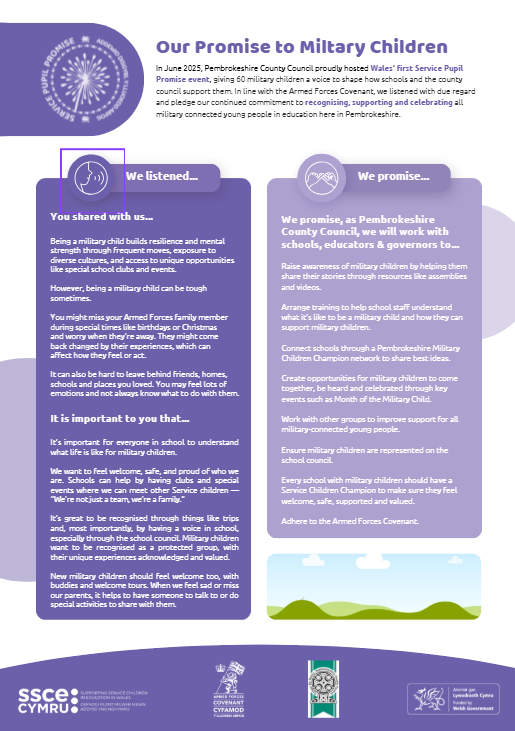 SERVICE PUPIL PROMISE
Our Promise to Miltary Children
In June 2025, Pembrokeshire County Council proudly hosted Wales' first Service Pupil
Promise event, giving 60 military children a voice to shape how schools and the county
council support them. In line with the Armed Forces Covenant, we listened with due regard
and pledge our continued commitment to recognising, supporting and celebrating all
military connected young people in education here in Pembrokeshire.
We listened...
You shared with us...
Being a military child builds resilience and mental
strength through frequent moves, exposure to
diverse cultures, and access to unique opportunities
like special school clubs and events.
However, being a military child can be tough
sometimes.
You might miss your Armed Forces family member
during special times like birthdays or Christmas
and worry when they're away. They might come
back changed by their experiences, which can
affect how they feel or act.
It can also be hard to leave behind friends, homes,
schools and places you loved. You may feel lots of
emotions and not always know what to do with them.
It is important to you that...
It's important for everyone in school to understand
what life is like for military children.
We want to feel welcome, safe, and proud of who we
are. Schools can help by having clubs and special
events where we can meet other Service children —
"We're not just a team, we're a family."
It's great to be recognised through things like trips
and, most importantly, by having a voice in school,
especially through the school council. Military children
want to be recognised as a protected group, with
their unique experiences acknowledged and valued.
New military children should feel welcome too, with
buddies and welcome tours. When we feel sad or miss
our parents, it helps to have someone to talk to or do
special activities to share with them.
We promise...
We promise, as Pembrokeshire
County Council, we will work with
schools, educators & governors to...
Raise awareness of military children by helping them
share their stories through resources like assemblies
and videos.
Arrange training to help school staff understand
what it's like to be a military child and how they can
support military children.
Connect schools through a Pembrokeshire Military
Children Champion network to share best ideas.
Create opportunities for military children to come
together, be heard and celebrated through key
events such as Month of the Military Child.
Work with other groups to improve support for all
military-connected young people.
Ensure military children are represented on the
school council.
Every school with military children should have a
Service Children Champion to make sure they feel
welcome, safe, supported and valued.
Adhere to the Armed Forces Covenant.
ssce
CYMRU
SUPPORTING SERVICE CHILDREN
IN EDUCATION IN WALES
ARMED FORCES
COVENANT
CYFAMOD
Y LLUOEDD ARFOG
Ariennir gan
Lywodraeth Cymru
Funded by
Welsh Government